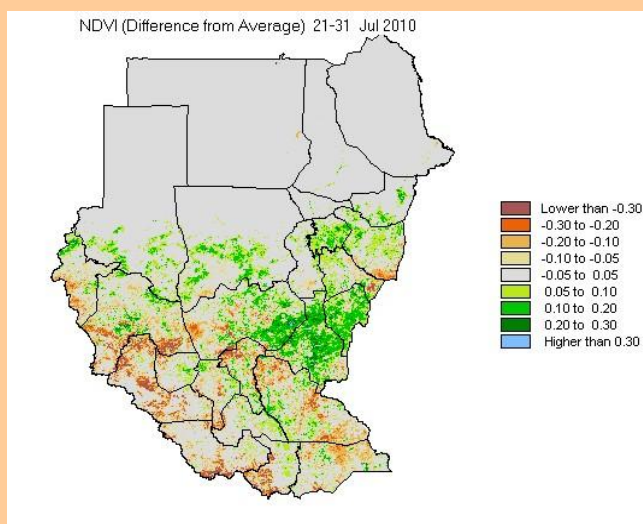 NDVI (Difference from Average) 21-31 Jul 2010
Lower than -0.30
-0.30 to -0.20
-0.20 to -0.10
-0.10 to -0.05
-0.05 to 0.05
0.05 to 0.10
0.10 to 0.20
0.20 to 0.30
Higher than 0.30